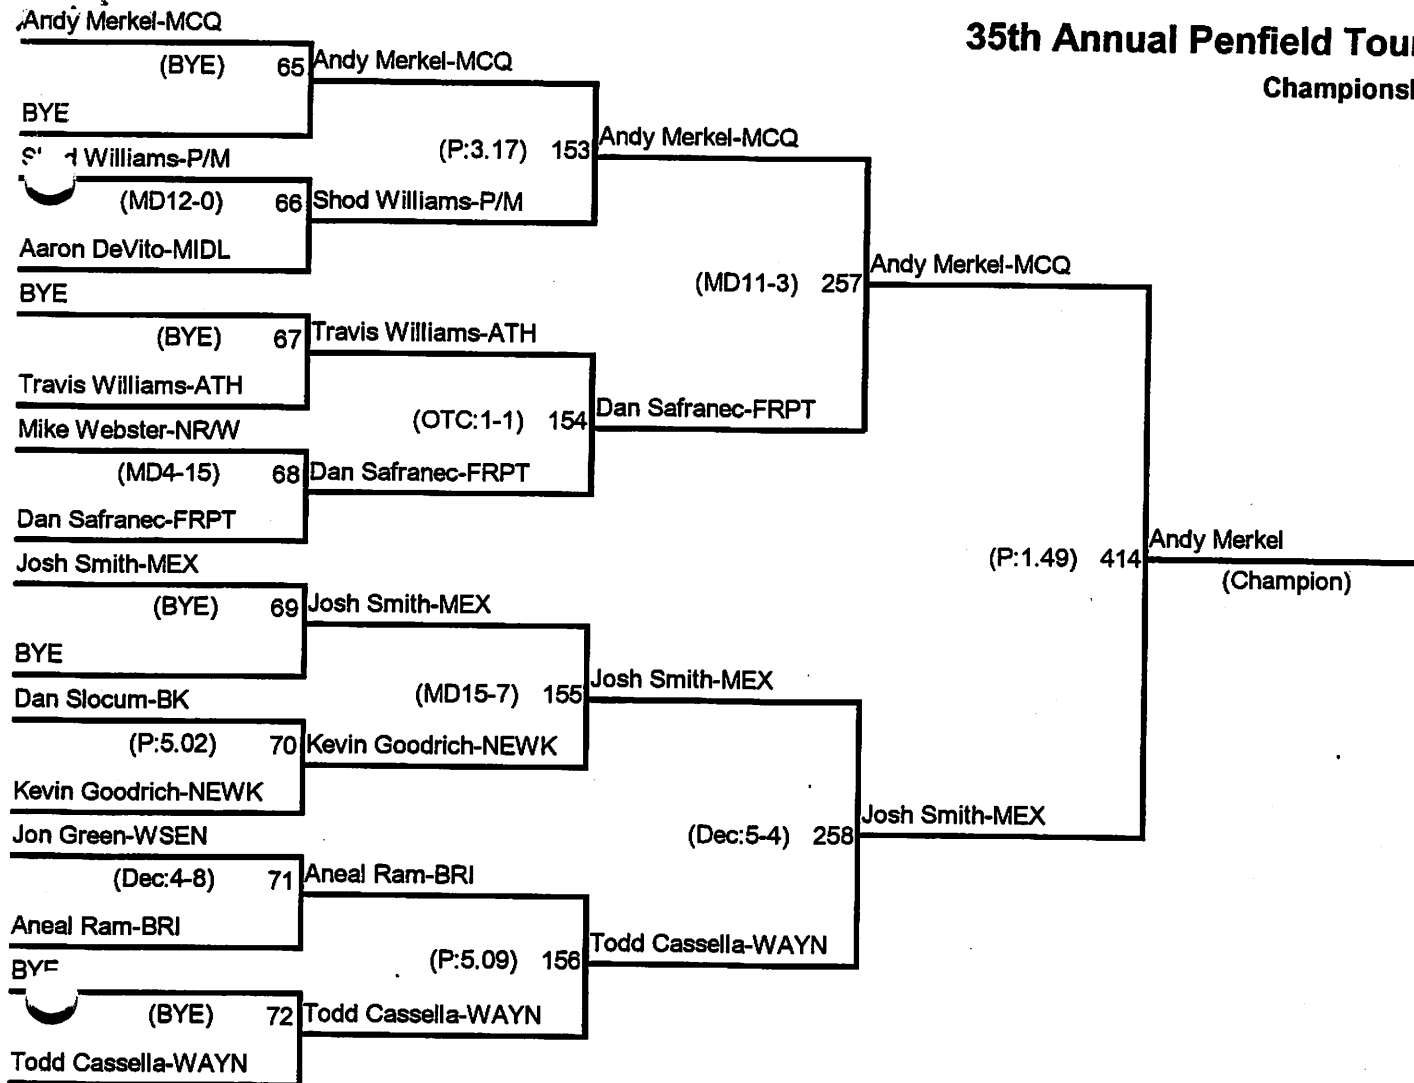 Andy Merkel-MCQ
35th Annual Penfield
(BYE) 65 Andy Merkel-MCQ
BYE
Williams-P/M
(P:3.17) 153 Andy Merkel-MCQ
(MD12-0) 66 Shod Williams-P/M
Aaron DeVito-MIDL
(MD11-3) 257 Andy Merkel-MCQ
BYE
(BYE) 67 Travis Williams-ATH
Travis Williams-ATH
(OTC:1-1) 154 Dan Safranec-FRPT
Mike Webster-NR/W
(MD4-15) 68 Dan Safranec-FRPT
Dan Safranec-FRPT
(P:1.49) 414 Andy Merkel
(Champion)
Josh Smith-MEX
(BYE) 69 Josh Smith-MEX
BYE
(MD15-7) 155 Josh Smith-MEX
Dan Slocum-BK
(P:5.02) 70 Kevin Goodrich-NEWK
Kevin Goodrich-NEWK
(Dec:5-4) 258 Josh Smith-MEX
Jon Green-WSEN
(Dec:4-8) 71 Aneal Ram-BRI
Aneal Ram-BRI
(P:5.09) 156 Todd Cassella-WAYN
BYE
(BYE) 72 Todd Cassella-WAYN
Todd Cassella-WAYN